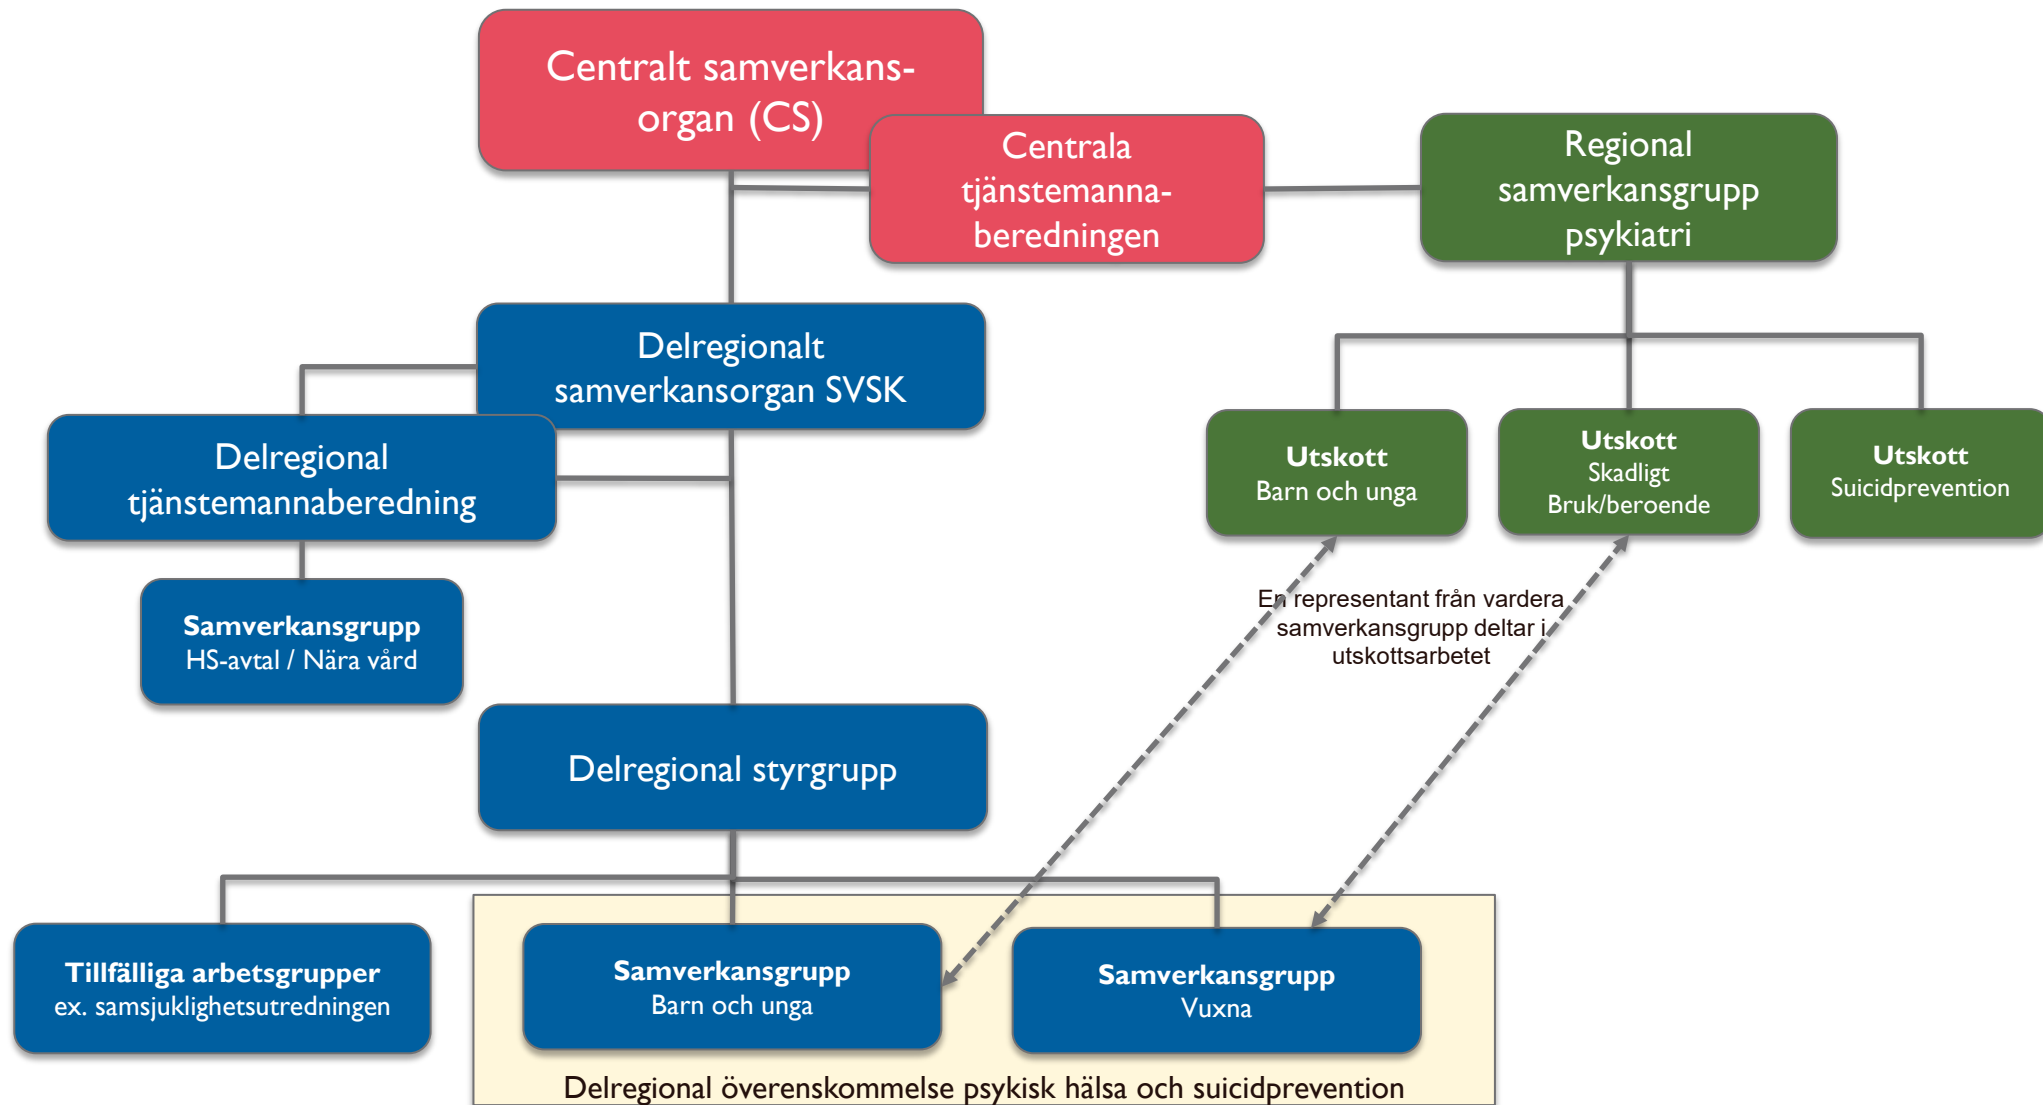 Centralt samverkans-
organ (CS)
Centrala
tjänstemanna-
beredningen
Regional
samverkansgrupp
psykiatri
Delregionalt
samverkansorgan SVSK
Delregional
tjänstemannaberedning
Utskott
Barn och unga
Utskott
Skadligt
Bruk/beroende
Utskott
Suicidprevention
Samverkansgrupp
HS-avtal / Nära vård
En representant från vardera
samverkansgrupp deltar i
utskottsarbetet
Delregional styrgrupp
Tillfälliga arbetsgrupper
ex. samsjuklighetsutredningen
Samverkansgrupp
Barn och unga
Samverkansgrupp
Vuxna
Delregional överenskommelse psykisk hälsa och suicidprevention